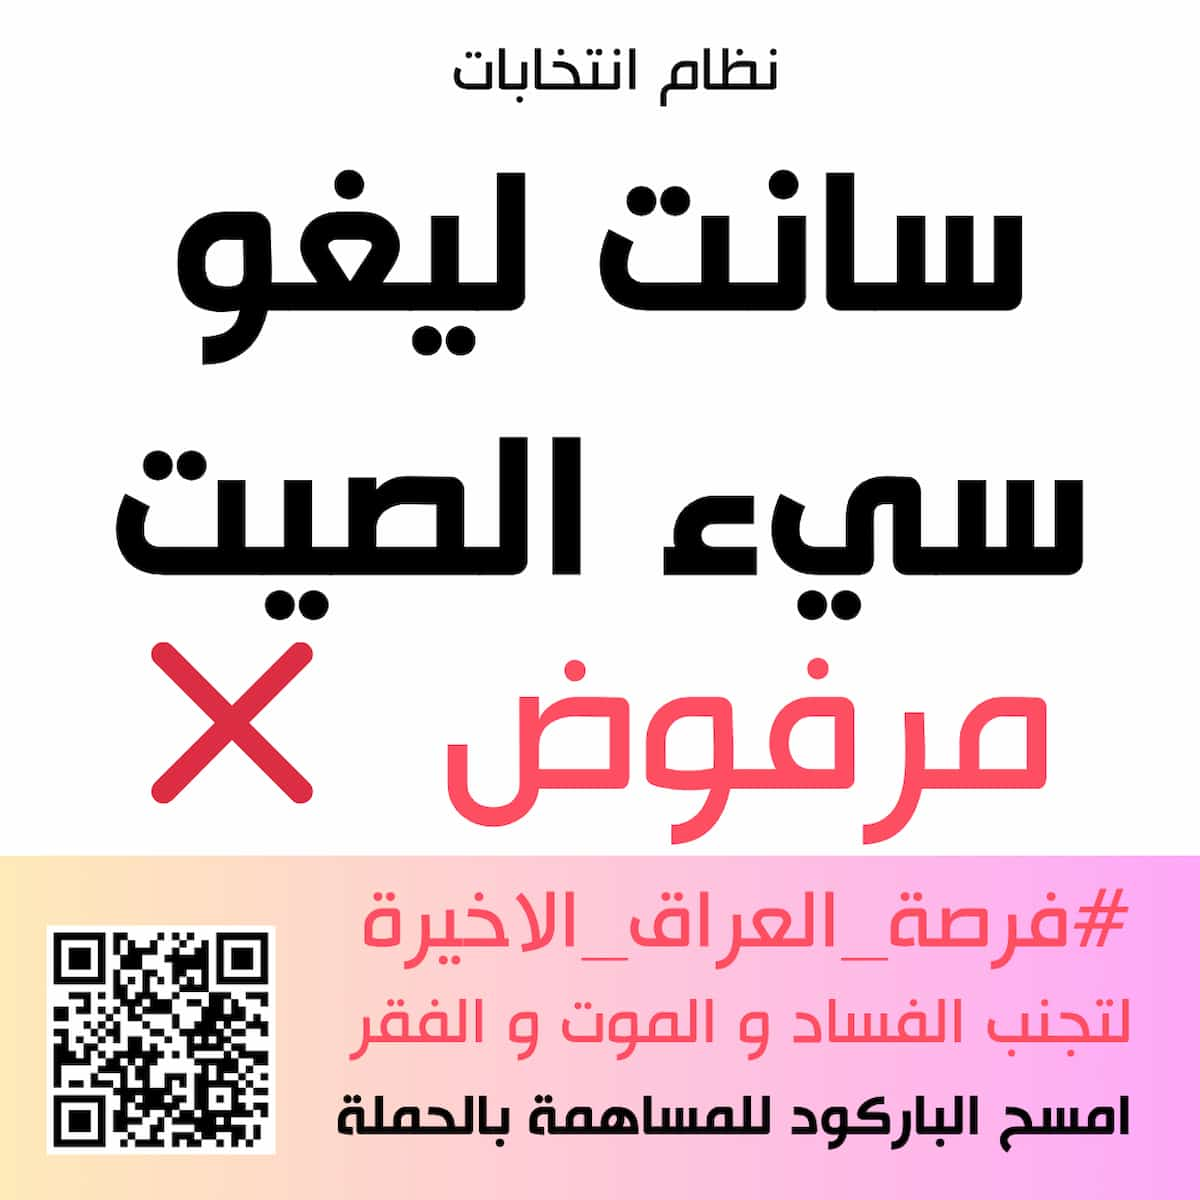 نظام انتخابات
سانت ليغو
سيء الصيت
مرفوض
#فرصة_العراق_الاخيرة
لتجنب الفساد و الموت و الفقر
امسح الباركود للمساهمة بالحملة